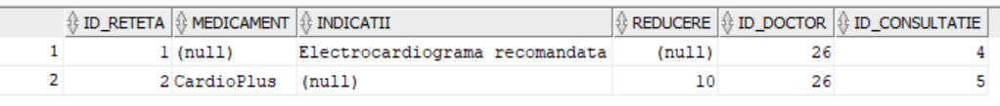 ID_RETETA MEDICAMENT INDICATII REDUCERE ID_DOCTOR ID_CONSULTATIE
1 1 (null) Electrocardiograma recomandata (null) 26 4
2 2 CardioPlus (null) 10 26 5